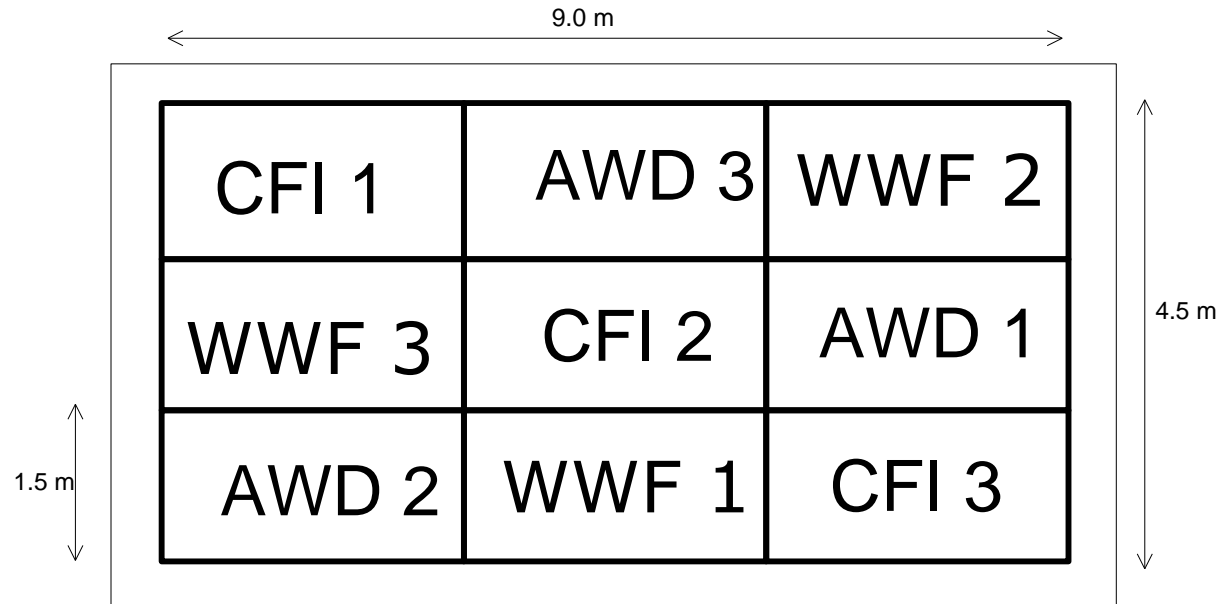 9.0 m
CFI 1
AWD 3
WWF 2
WWF 3
CFI 2
AWD 1
4.5 m
1.5 m
AWD 2
WWF 1
CFI 3